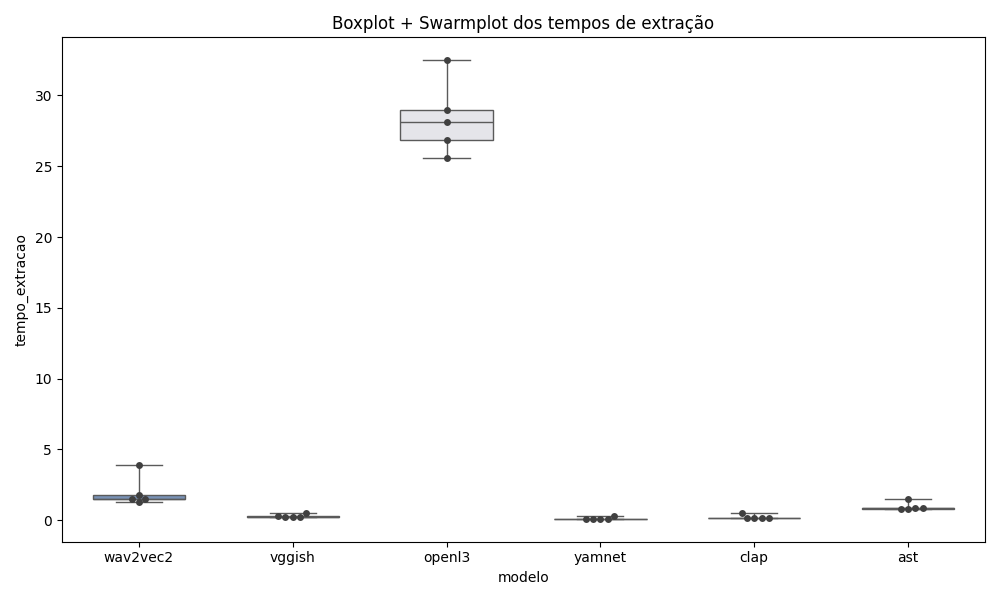 Boxplot + Swarmplot dos tempos de extração
tempo_extracao
30
25
20
15
10
5
0
wav2vec2 vggish openl3 yamnet clap ast
modelo